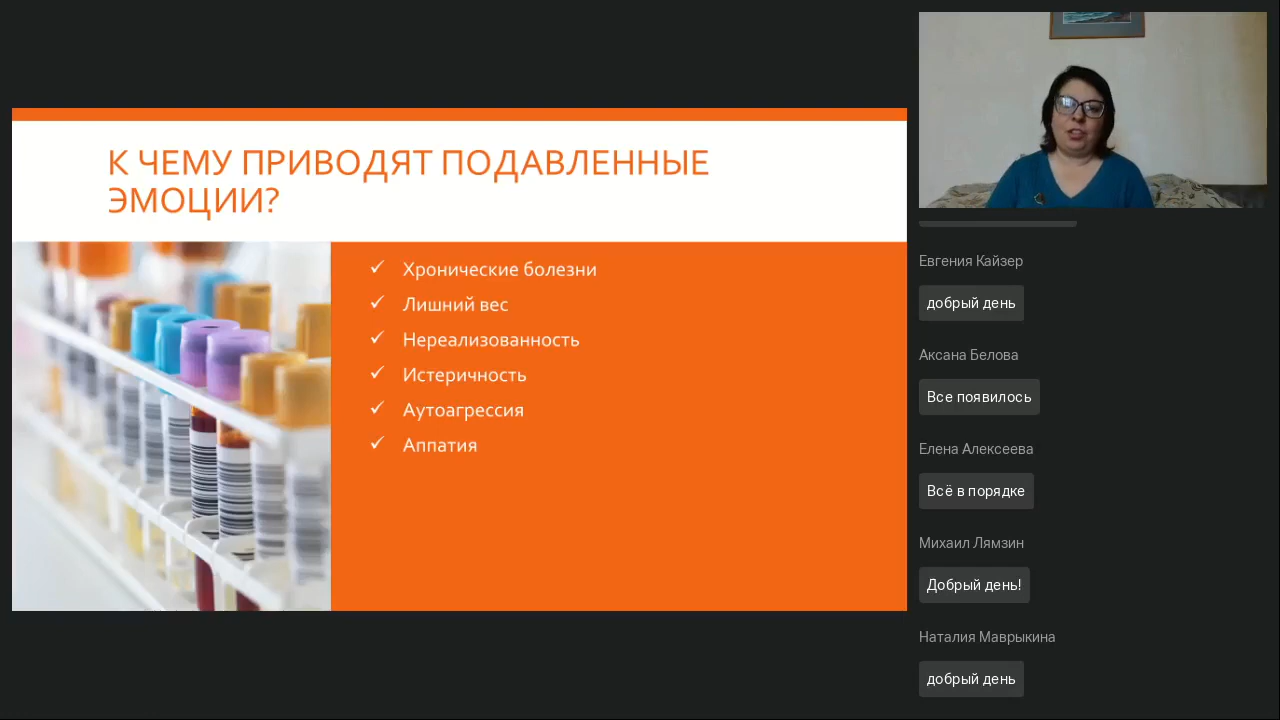 К ЧЕМУ ПРИВОДЯТ ПОДАВЛЕННЫЕ
ЭМОЦИИ?
Хронические болезни
Лишний вес
Нереализованность
Истеричность
Аутоагрессия
Аппатия
Евгения Кайзер
добрый день
Аксана Белова
Все появилось
Елена Алексеева
Всё в порядке
Михаил Лямзин
Добрый день!
Наталия Маврыкина
добрый день